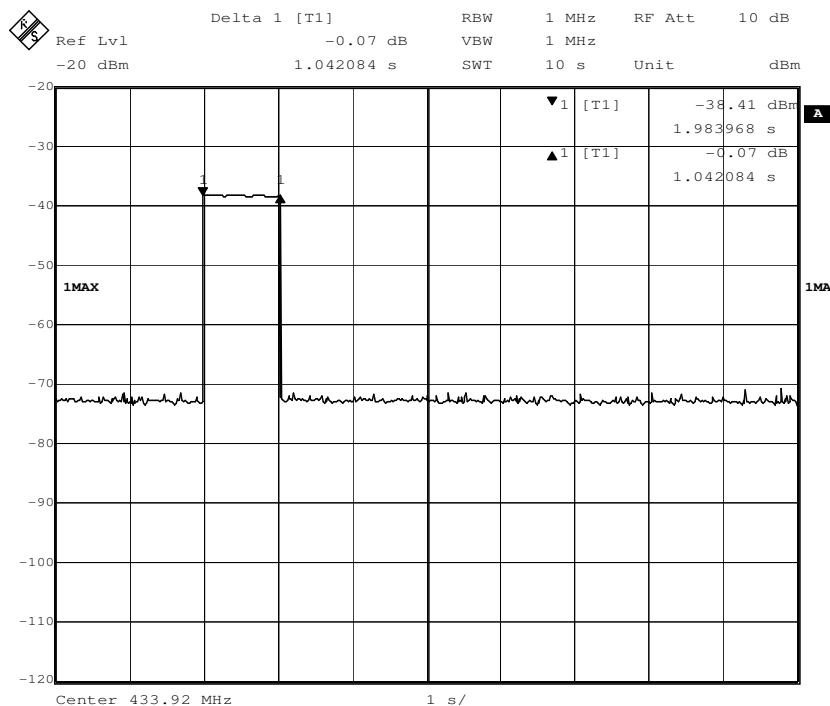 Delta 1 [T1] RBW 1 MHz RF Att 10 dB
Ref Lvl -0.07 dB VBW 1 MHz
-20 dBm 1.042084 s SWT 10 s Unit dBm
-20
1 [T1] -38.41 dBm
A
1.983968 s
-30
1 [T1] -0.07 dB
1.042084 s
1 1
-40
-50
1MAX 1MA
-60
-70
-80
-90
-100
-110
-120
Center 433.92 MHz 1 s/